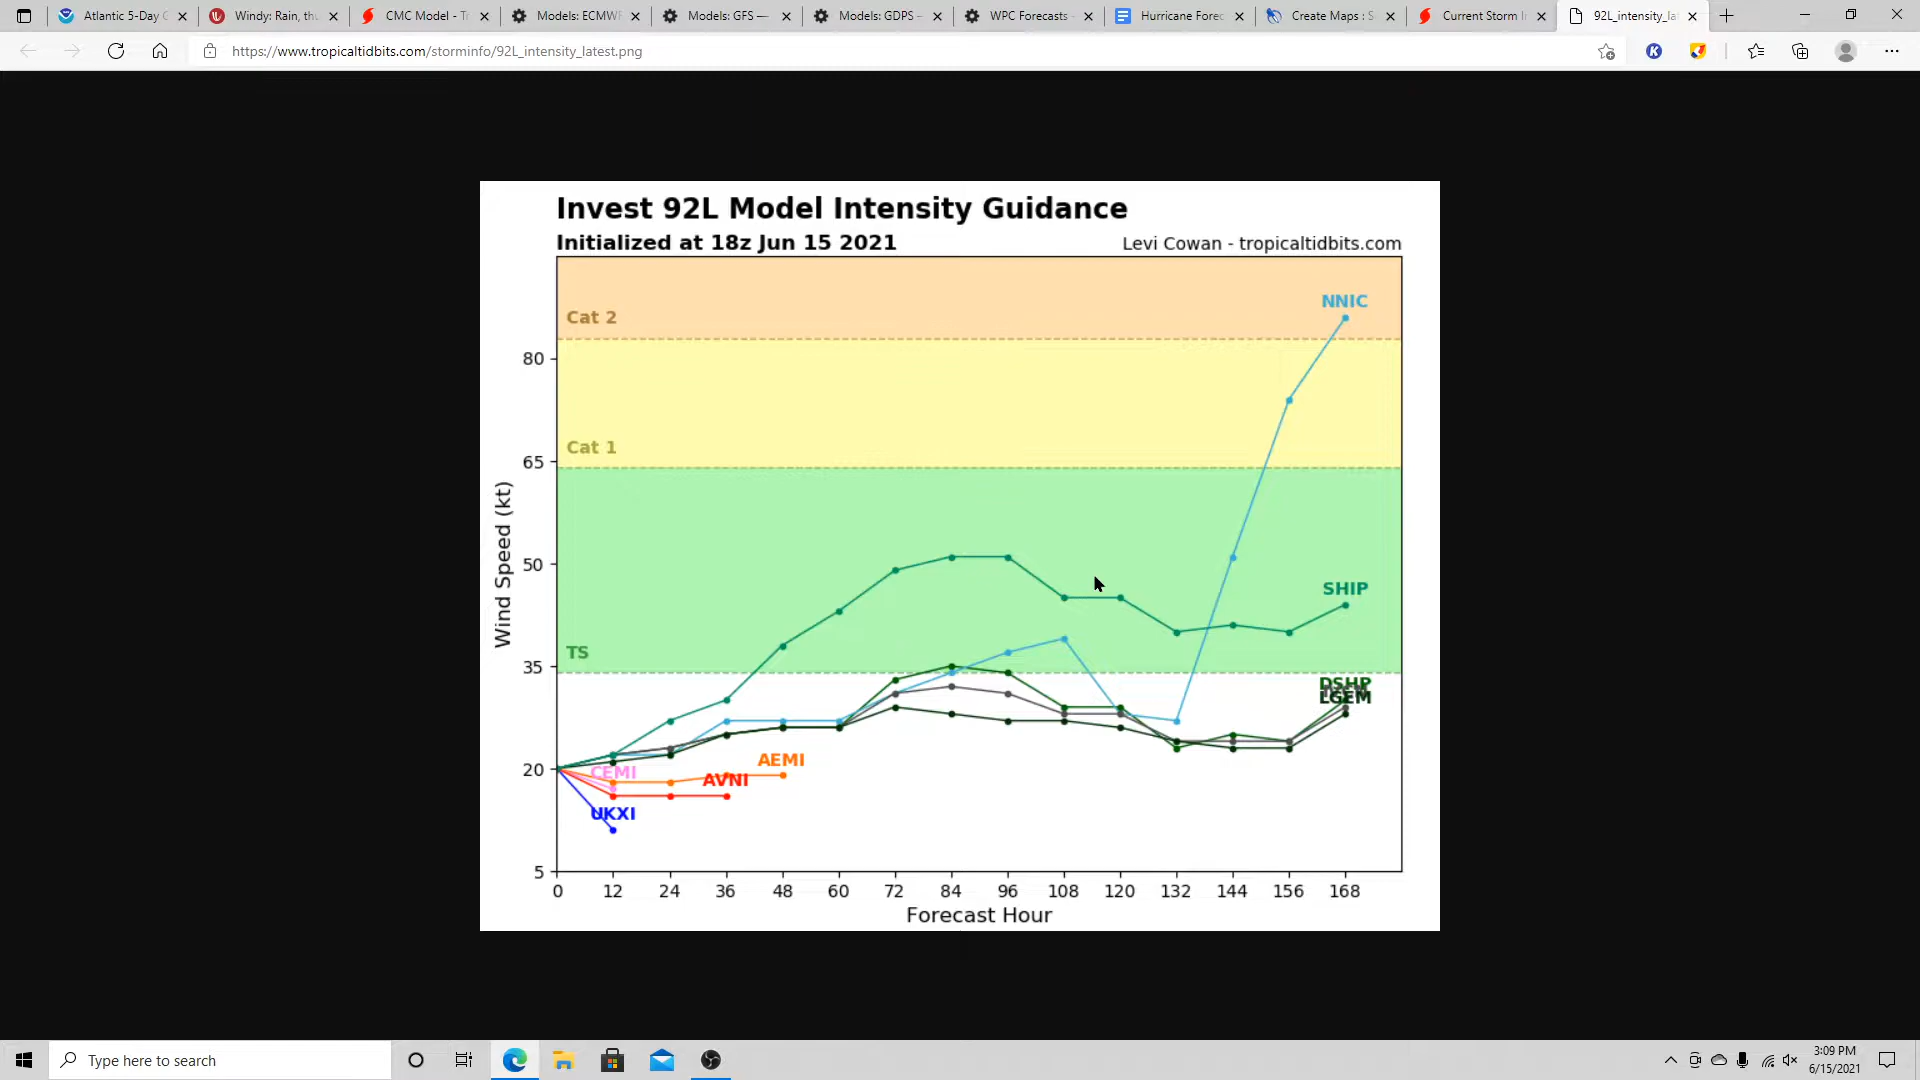 Atlantic 5-Day
Windy: Rain, th
CMC Model - T
Models: ECMW
Models: GFS —
Models: GDPS -
WPC Forecasts -
Hurricane Fore
Create Maps : S
Current Storm I
92L_intensity_la
https://www.tropicaltidbits.com/storminfo/92L_intensity_latest.png
Invest 92L Model Intensity Guidance
Initialized at 18z Jun 15 2021
Levi Cowan - tropicaltidbits.com
NNIC
Cat 2
80
Cat 1
65
Wind Speed (kt)
50
SHIP
TS
35
DSHP
LGEM
20
CEMI
AEMI
AVNI
UKXI
5
0 12 24 36 48 60 72 84 96 108 120 132 144 156 168
Forecast Hour
Type here to search
3:09 PM
6/15/2021